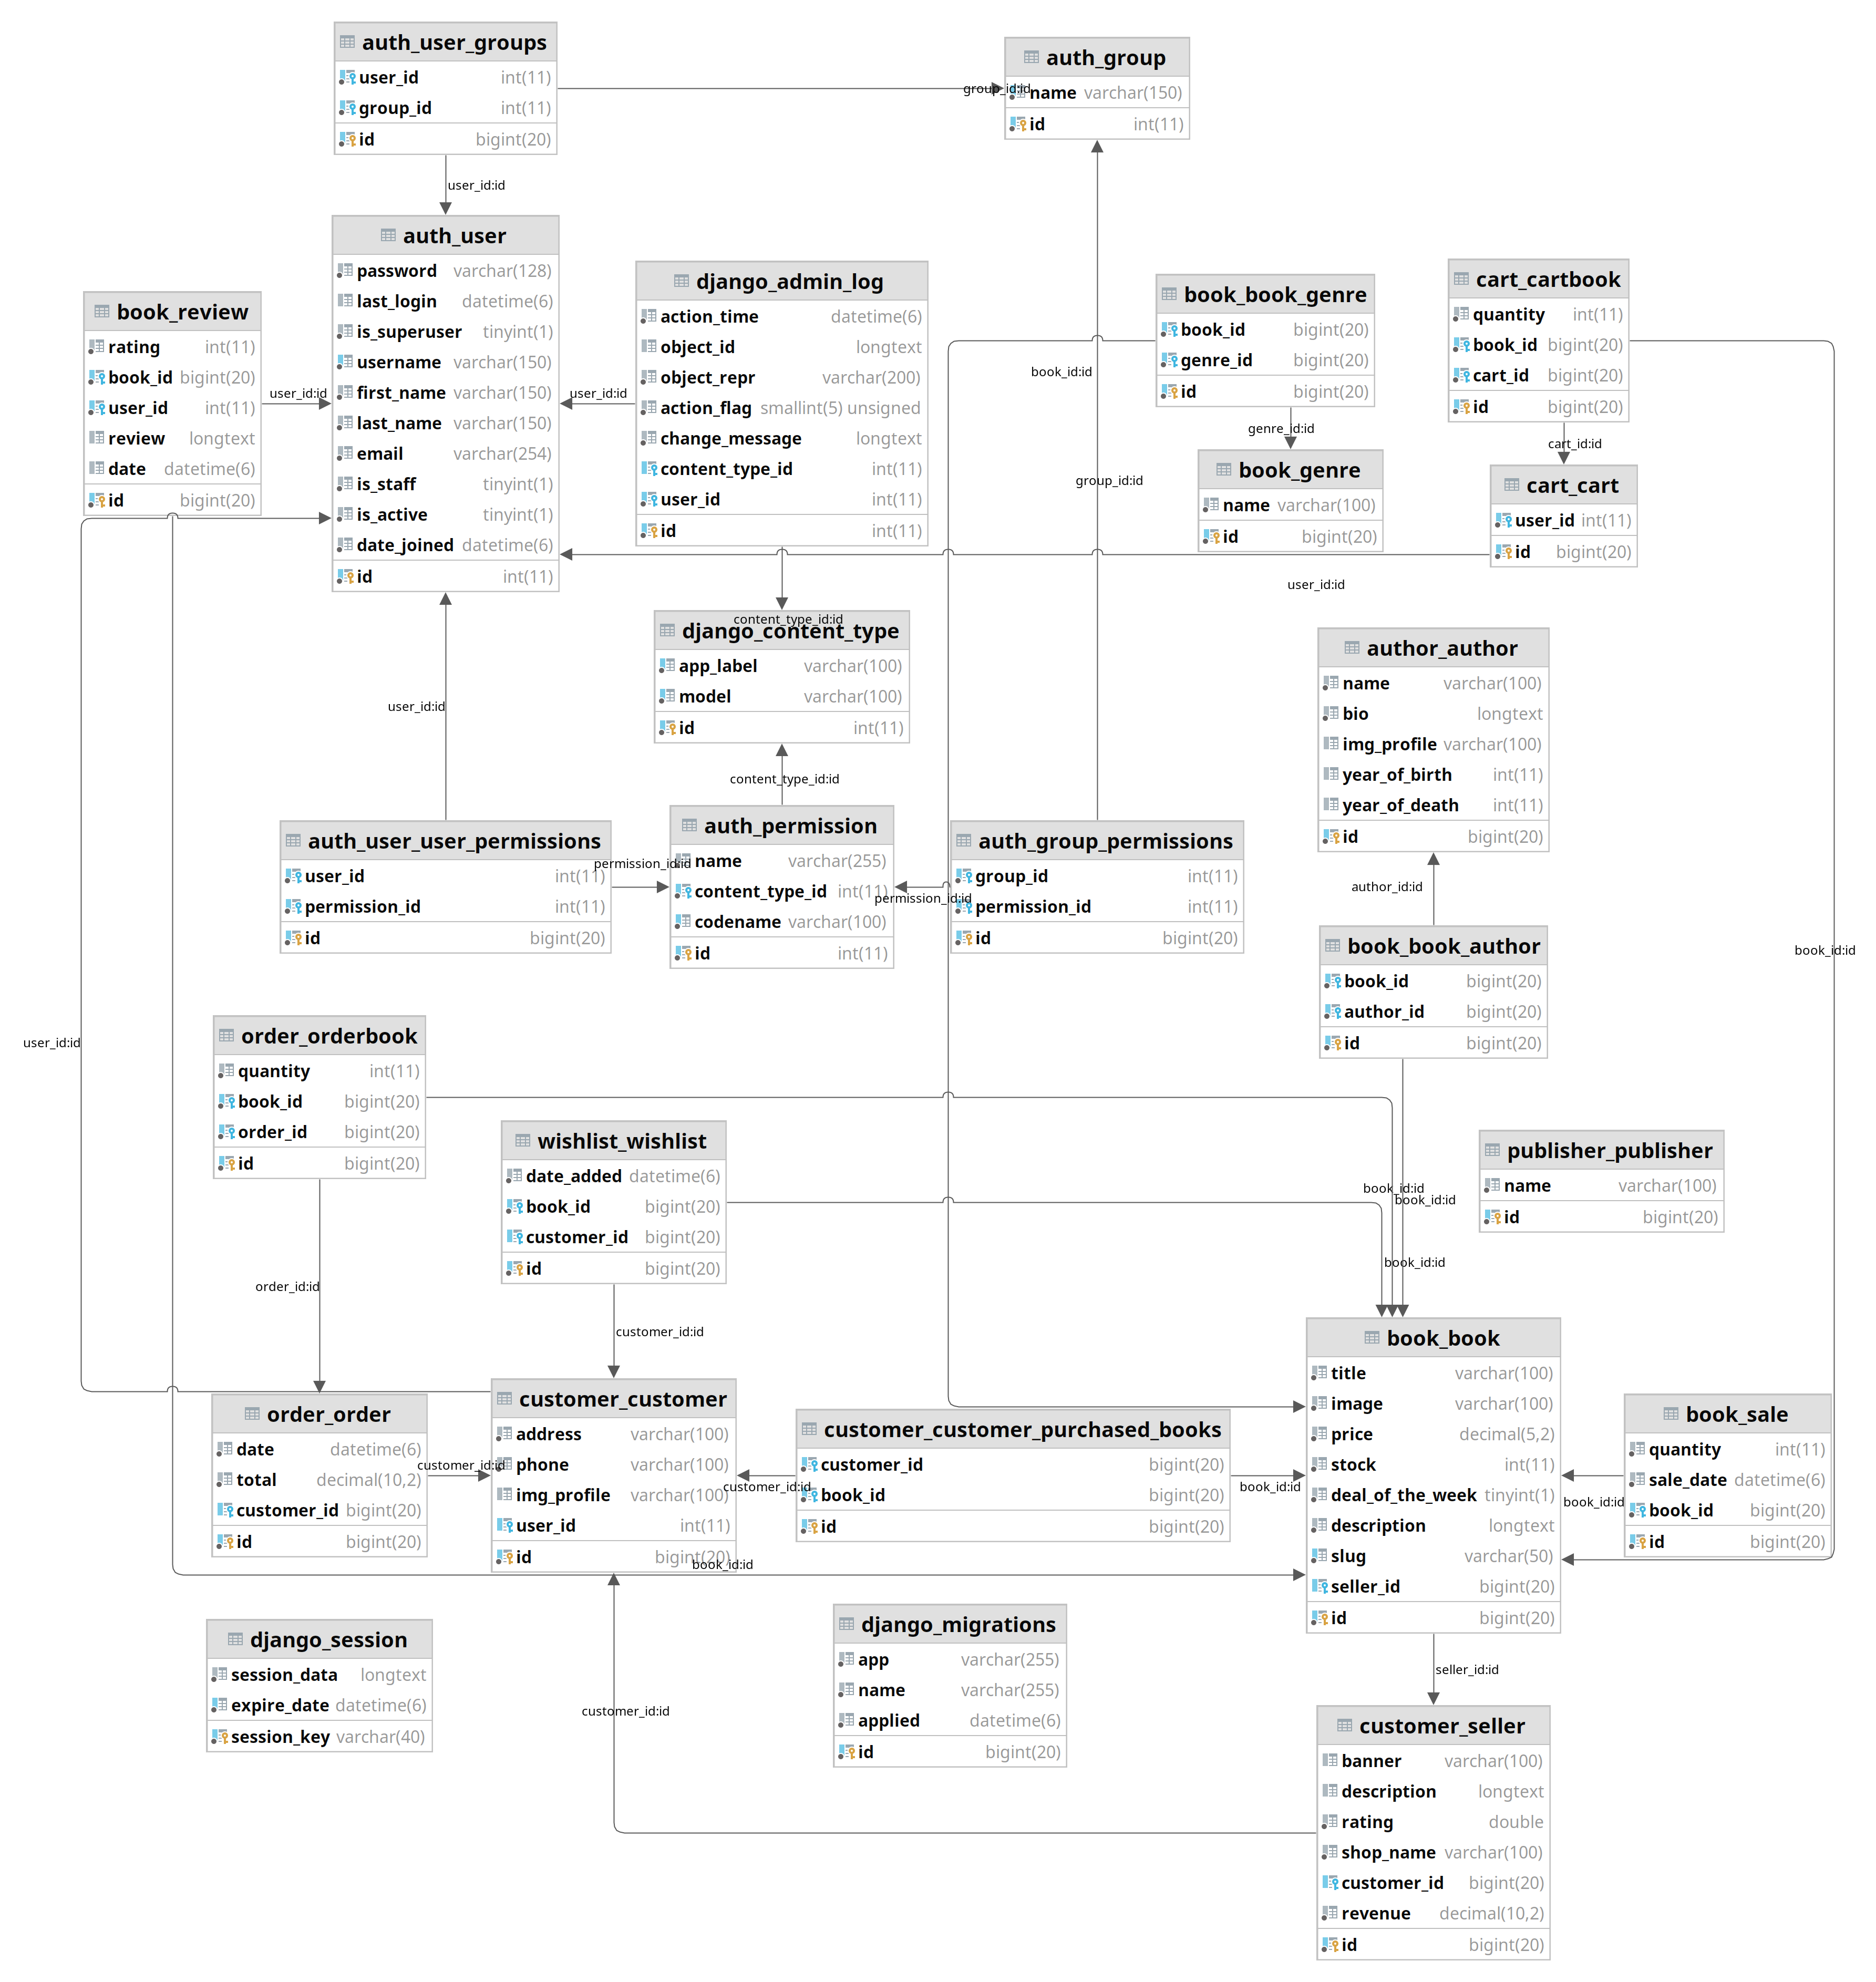 auth_user_groups
user_id int(11)
group_id int(11)
id bigint(20)
auth_group
name varchar(150)
id int(11)
group_id:id
user_id:id
auth_user
password varchar(128)
last_login datetime(6)
is_superuser tinyint(1)
username varchar(150)
first_name varchar(150)
last_name varchar(150)
email varchar(254)
is_staff tinyint(1)
is_active tinyint(1)
date_joined datetime(6)
id int(11)
book_review
rating int(11)
book_id bigint(20)
user_id int(11)
review longtext
date datetime(6)
id bigint(20)
user_id:id
django_admin_log
action_time datetime(6)
object_id longtext
object_repr varchar(200)
action_flag smallint(5) unsigned
change_message longtext
content_type_id int(11)
user_id int(11)
id int(11)
user_id:id
book_book_genre
book_id bigint(20)
genre_id bigint(20)
id bigint(20)
book_id:id
genre_id:id
book_genre
name varchar(100)
id bigint(20)
cart_cartbook
quantity int(11)
book_id bigint(20)
cart_id bigint(20)
id bigint(20)
cart_id:id
cart_cart
user_id int(11)
id bigint(20)
user_id:id
group_id:id
content_type_id:id
django_content_type
app_label varchar(100)
model varchar(100)
id int(11)
content_type_id:id
user_id:id
author_author
name varchar(100)
bio longtext
img_profile varchar(100)
year_of_birth int(11)
year_of_death int(11)
id bigint(20)
author_id:id
auth_user_user_permissions
user_id int(11)
permission_id int(11)
id bigint(20)
permission_id:id
auth_permission
name varchar(255)
content_type_id int(11)
codename varchar(100)
id int(11)
permission_id:id
auth_group_permissions
group_id int(11)
permission_id int(11)
id bigint(20)
book_book_author
book_id bigint(20)
author_id bigint(20)
id bigint(20)
book_id:id
user_id:id
order_orderbook
quantity int(11)
book_id bigint(20)
order_id bigint(20)
id bigint(20)
wishlist_wishlist
date_added datetime(6)
book_id bigint(20)
customer_id bigint(20)
id bigint(20)
publisher_publisher
name varchar(100)
id bigint(20)
book_id:id
book_id:id
book_id:id
order_id:id
customer_id:id
order_order
date datetime(6)
total decimal(10,2)
customer_id bigint(20)
id bigint(20)
customer_id:id
customer_customer
address varchar(100)
phone varchar(100)
img_profile varchar(100)
user_id int(11)
id bigint(20)
book_id:id
customer_id:id
customer_customer_purchased_books
customer_id bigint(20)
book_id bigint(20)
id bigint(20)
book_id:id
book_book
title varchar(100)
image varchar(100)
price decimal(5,2)
stock int(11)
deal_of_the_week tinyint(1)
description longtext
slug varchar(50)
seller_id bigint(20)
id bigint(20)
book_id:id
book_sale
quantity int(11)
sale_date datetime(6)
book_id bigint(20)
id bigint(20)
django_session
session_data longtext
expire_date datetime(6)
session_key varchar(40)
customer_id:id
django_migrations
app varchar(255)
name varchar(255)
applied datetime(6)
id bigint(20)
seller_id:id
customer_seller
banner varchar(100)
description longtext
rating double
shop_name varchar(100)
customer_id bigint(20)
revenue decimal(10,2)
id bigint(20)